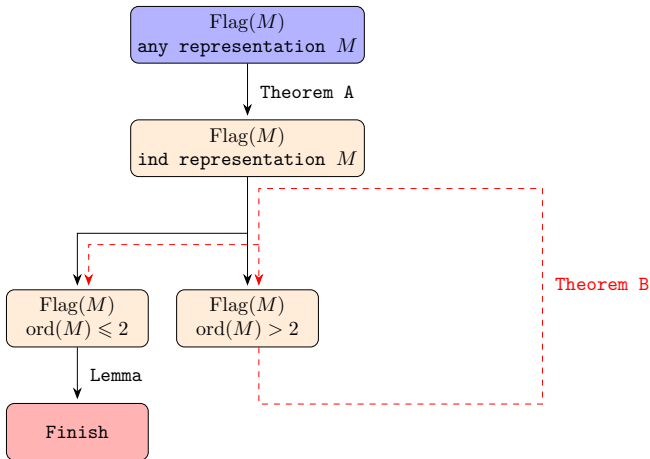 Flag(M)
any representation M
Theorem A
Flag(M)
ind representation M
Theorem B
Flag(M)
ord(M) ⩽ 2
Flag(M)
ord(M) > 2
Lemma
Finish